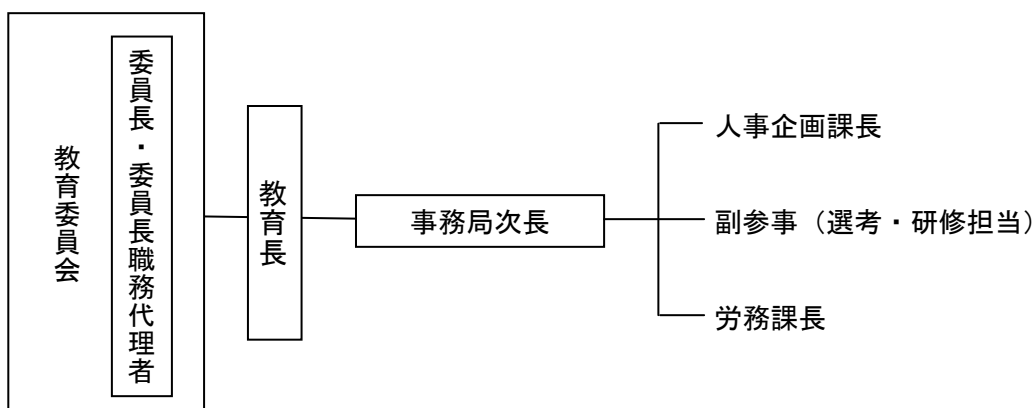 教育委員会
委員長・委員長職務代理者
教育長
事務局次長
人事企画課長
副参事（選考・研修担当）
労務課長